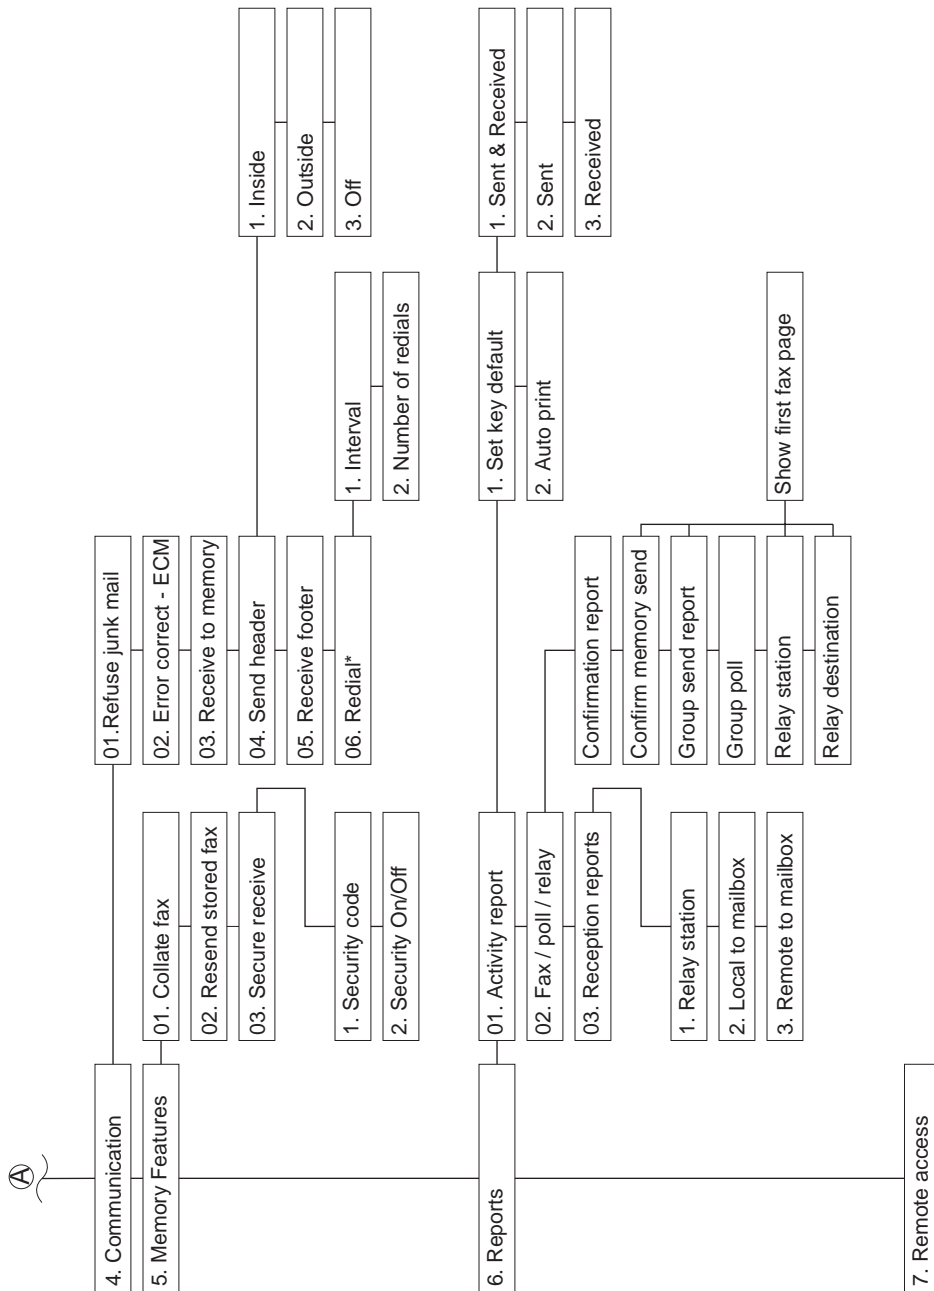 A
4. Communication
01.Refuse junk mail
02. Error correct - ECM
03. Receive to memory
04. Send header
1. Inside
2. Outside
3. Off
05. Receive footer
06. Redial*
1. Interval
2. Number of redials
5. Memory Features
01. Collate fax
02. Resend stored fax
03. Secure receive
1. Security code
2. Security On/Off
6. Reports
01. Activity report
1. Set key default
1. Sent & Received
2. Sent
3. Received
2. Auto print
02. Fax / poll / relay
Confirmation report
Confirm memory send
Group send report
Group poll
Relay station
Relay destination
Show first fax page
03. Reception reports
1. Relay station
2. Local to mailbox
3. Remote to mailbox
7. Remote access